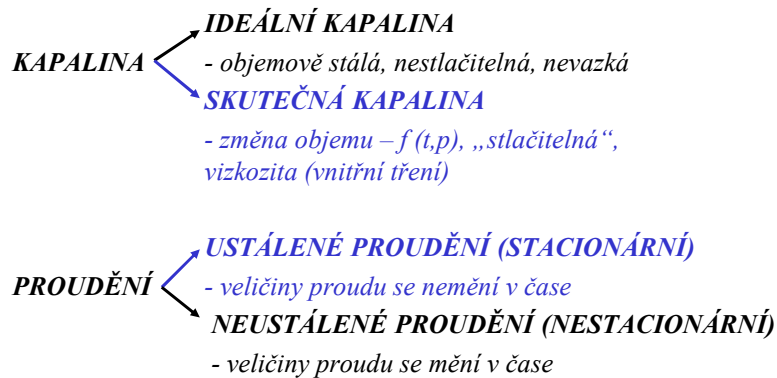 IDEÁLNÍ KAPALINA
KAPALINA
- objemově stálá, nestlačitelná, nevazká
SKUTEČNÁ KAPALINA
- změna objemu – f (t,p), „stlačitelná“,
vizkozita (vnitřní tření)
USTÁLENÉ PROUDĚNÍ (STACIONÁRNÍ)
PROUDĚNÍ
- veličiny proudu se nemění v čase
NEUSTÁLENÉ PROUDĚNÍ (NESTACIONÁRNÍ)
- veličiny proudu se mění v čase